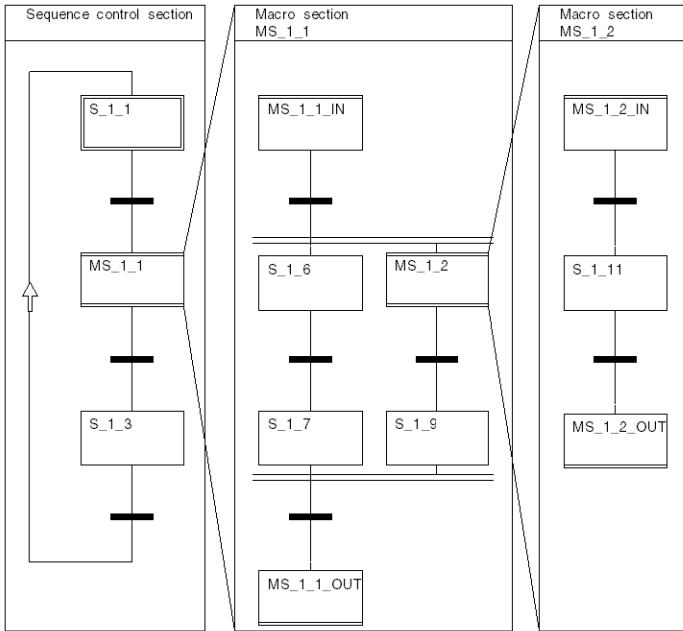 Sequence control section
S_1_1
MS_1_1
S_1_3
Macro section
MS_1_1
MS_1_1_IN
S_1_6
MS_1_2
S_1_7
S_1_9
MS_1_1_OUT
Macro section
MS_1_2
MS_1_2_IN
S_1_11
MS_1_2_OUT